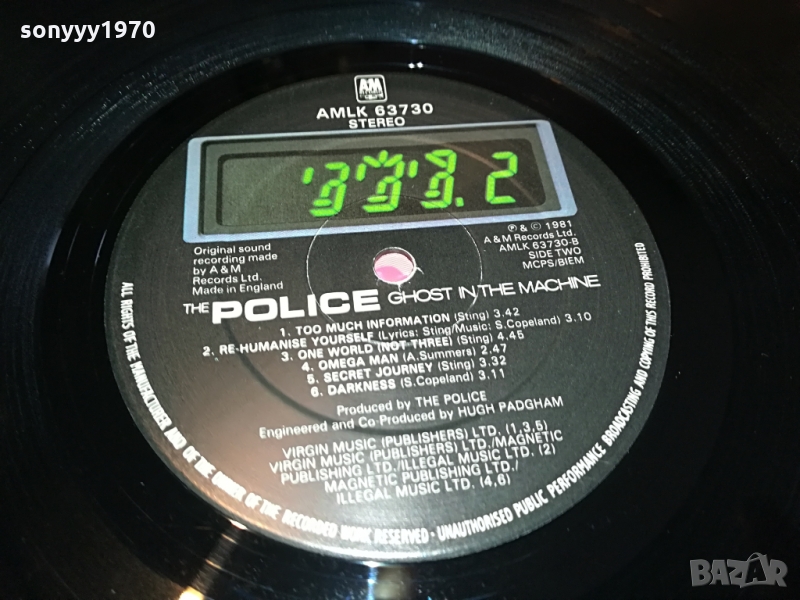 sonyyy1970
A&M
AMLK 63730
STEREO
.2
Original sound
recording made
by A & M
Records Ltd.
Made in England
℗ & © 1981
A & M Records Ltd.
AMLK 63730-B
SIDE TWO
MCPS/BIEM
THE POLICE GHOST IN THE MACHINE
1. TOO MUCH INFORMATION (Sting) 3.42
2. RE-HUMANISE YOURSELF (Lyrics: Sting/Music: S.Copeland) 3.10
3. ONE WORLD (NOT THREE) (Sting) 4.45
4. OMEGA MAN (A.Summers) 2.47
5. SECRET JOURNEY (Sting) 3.32
6. DARKNESS (S.Copeland) 3.11
Produced by THE POLICE
Engineered and Co-Produced by HUGH PADGHAM
VIRGIN MUSIC (PUBLISHERS) LTD. (1,3,5)
VIRGIN MUSIC (PUBLISHERS) LTD./MAGNETIC
PUBLISHING LTD./ILLEGAL MUSIC LTD. (2)
MAGNETIC PUBLISHING LTD./
ILLEGAL MUSIC LTD. (4,6)
ALL RIGHTS OF THE MANUFACTURER AND OF THE OWNER OF THE RECORDED WORK RESERVED · UNAUTHORISED PUBLIC PERFORMANCE BROADCASTING AND COPYING OF THIS RECORD PROHIBITED
BAZAR